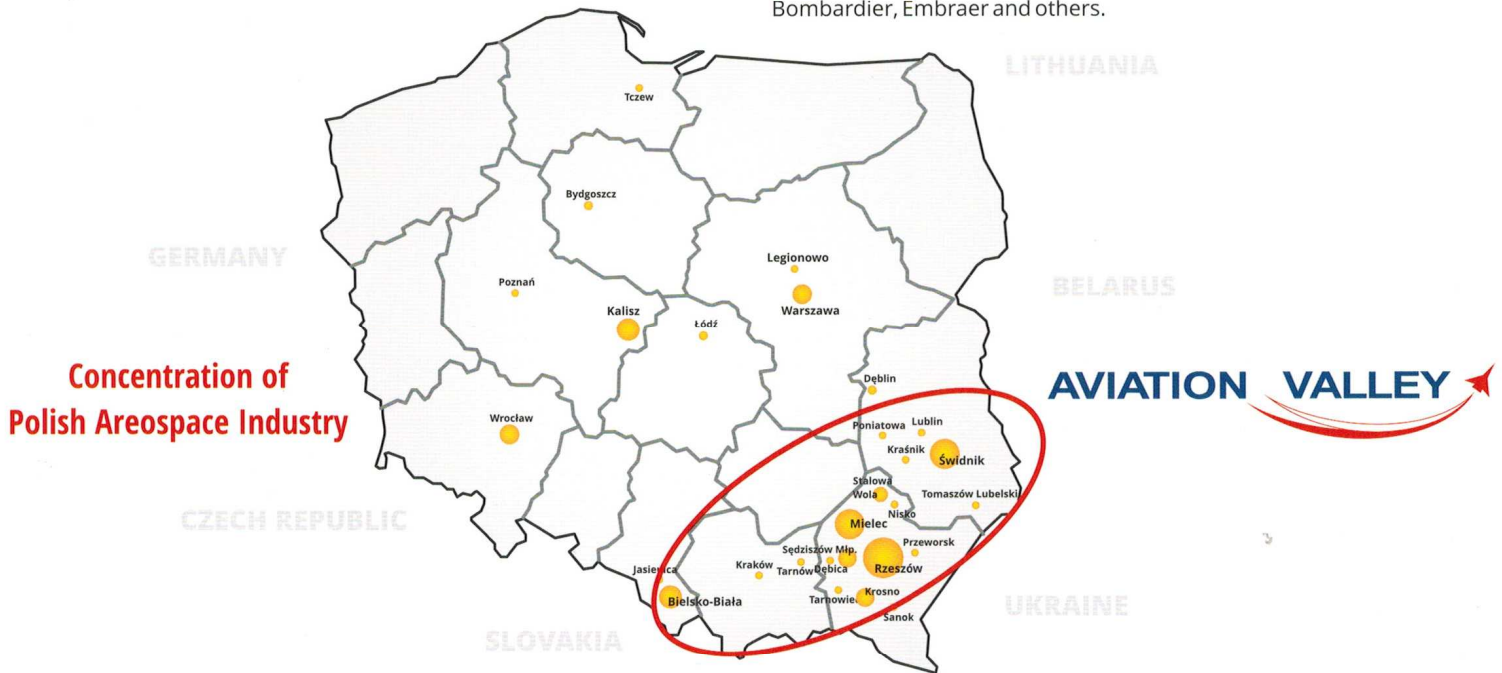 Bombardier, Embraer and others.
LITHUANIA
Tczew
Bydgoszcz
GERMANY
Legionowo
Poznań
BELARUS
Kalisz
Warszawa
Łódź
Concentration of
Polish Areospace Industry
Dęblin
AVIATION VALLEY
Wrocław
Poniatowa
Lublin
Kraśnik
Świdnik
Stalowa
Wola
Tomaszów Lubelski
Nisko
CZECH REPUBLIC
Mielec
Przeworsk
Sędziszów Młp.
Kraków
Tarnów
Dębica
Rzeszów
Jasienica
Bielsko-Biała
Tarnowiec
Krosno
UKRAINE
Sanok
SLOVAKIA